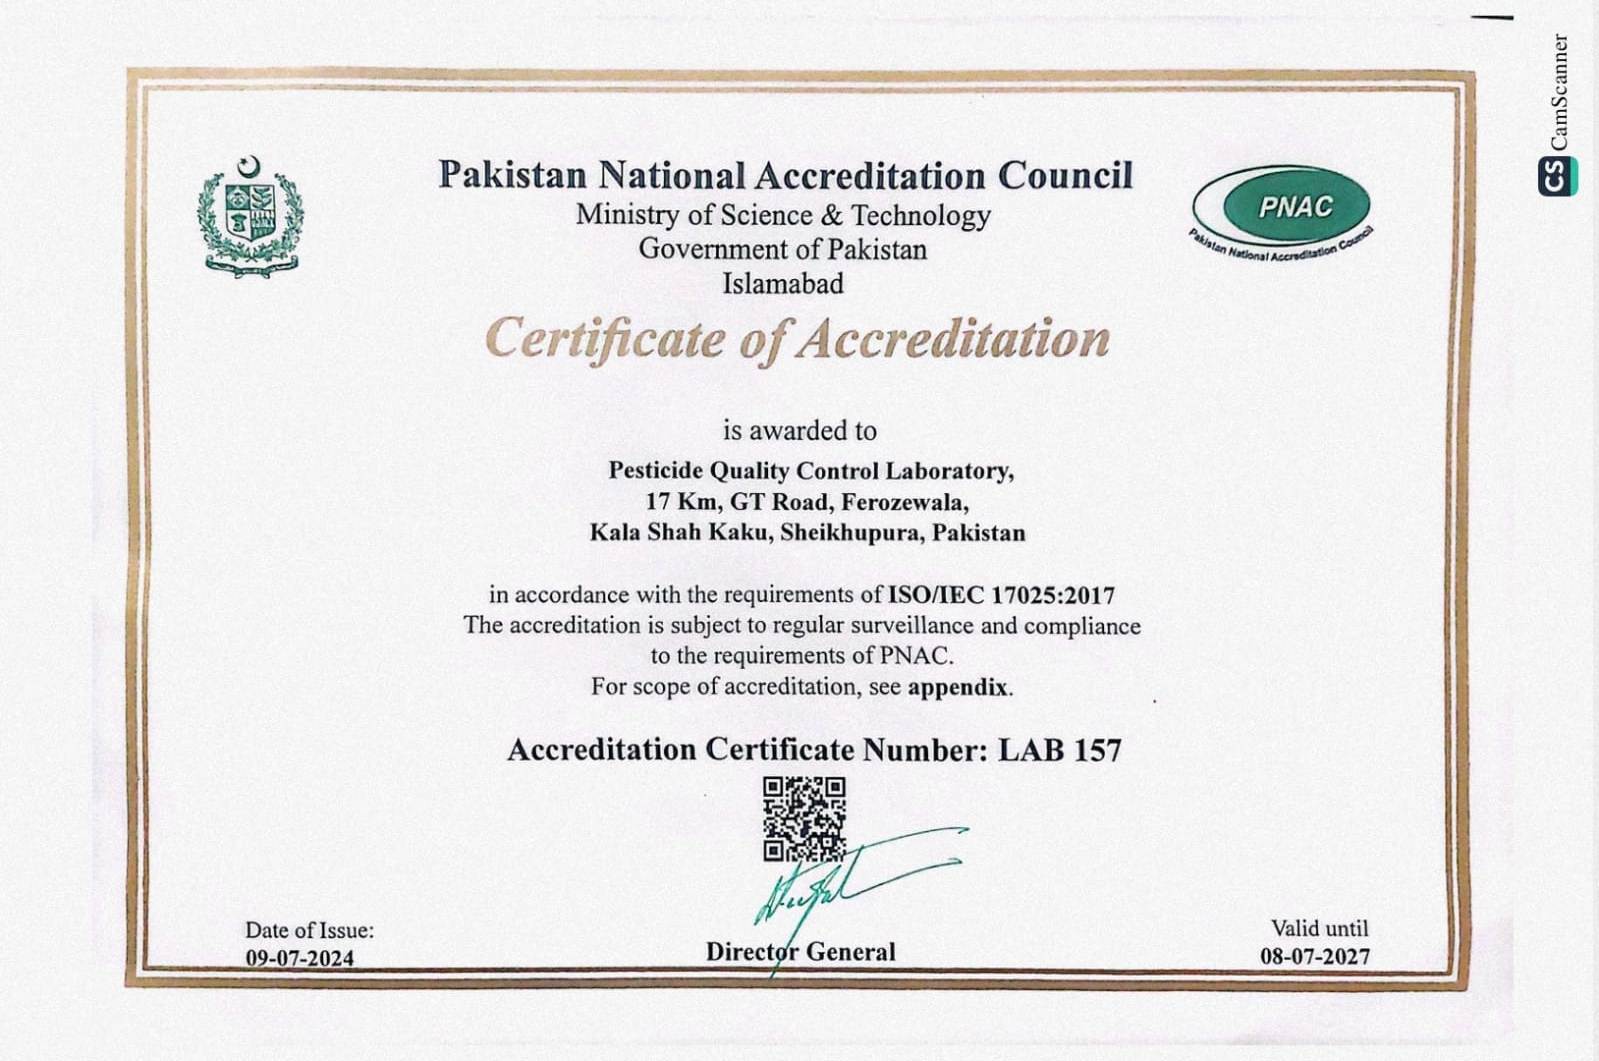 CS CamScanner
Pakistan National Accreditation Council
Ministry of Science & Technology
Government of Pakistan
Islamabad
PNAC
Pakistan National Accreditation Council
Certificate of Accreditation
is awarded to
Pesticide Quality Control Laboratory,
17 Km, GT Road, Ferozewala,
Kala Shah Kaku, Sheikhupura, Pakistan
in accordance with the requirements of ISO/IEC 17025:2017
The accreditation is subject to regular surveillance and compliance
to the requirements of PNAC.
For scope of accreditation, see appendix.
Accreditation Certificate Number: LAB 157
Date of Issue:
09-07-2024
Director General
Valid until
08-07-2027